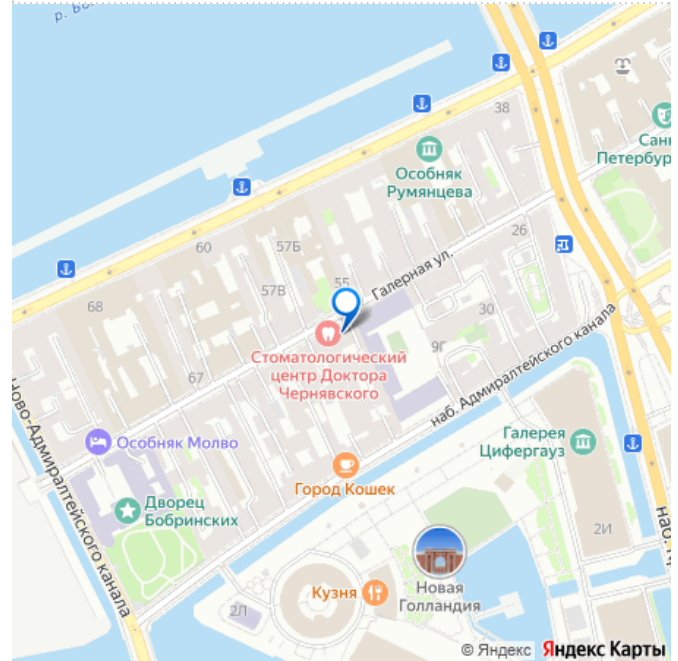 р. Бо
38
Санк
Петербур
Особняк
Румянцева
26
60
57Б
55
Галерная ул.
57В
68
30
9Г
Стоматологический
центр Доктора
Чернявского
67
наб. Адмиралтейского канала
Ново-Адмиралтейского канала
Особняк Молво
Галерея
Цифергауз
Город Кошек
Дворец
Бобринских
2И
наб.
Кузня
Новая
Голландия
2Л
© Яндекс Яндекс Карты